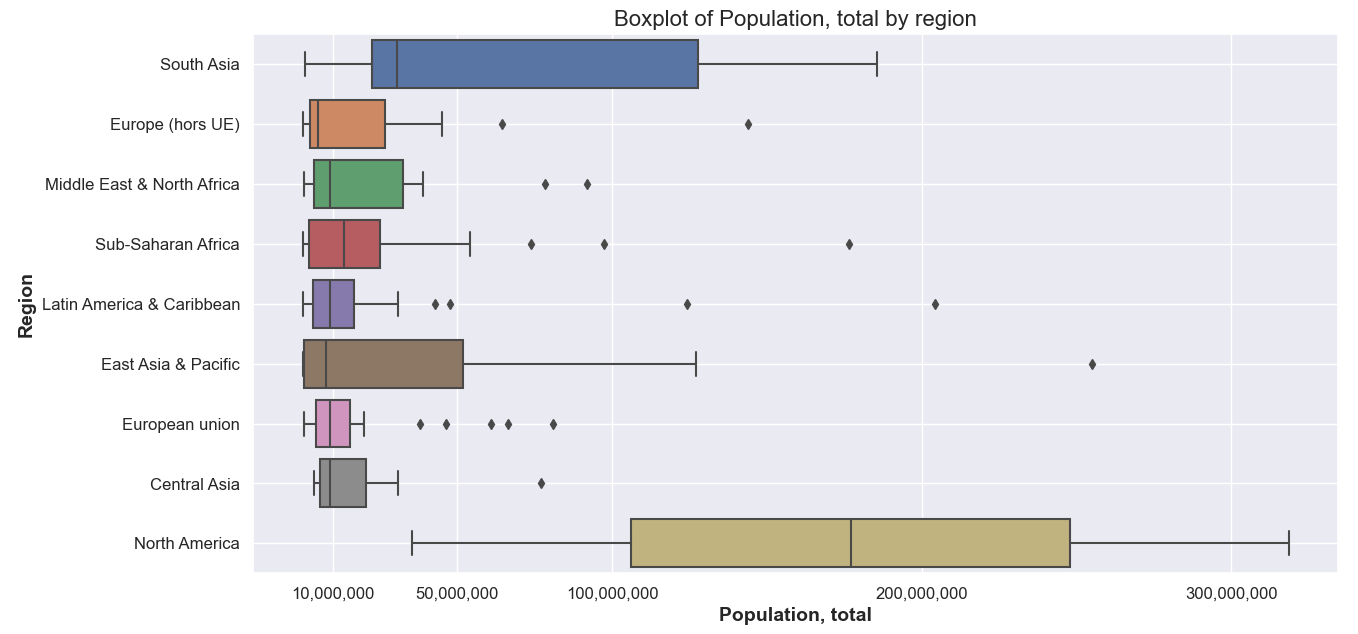 Boxplot of Population, total by region
Region
South Asia
Europe (hors UE)
Middle East & North Africa
Sub-Saharan Africa
Latin America & Caribbean
East Asia & Pacific
European union
Central Asia
North America
10,000,000 50,000,000 100,000,000 200,000,000 300,000,000
Population, total